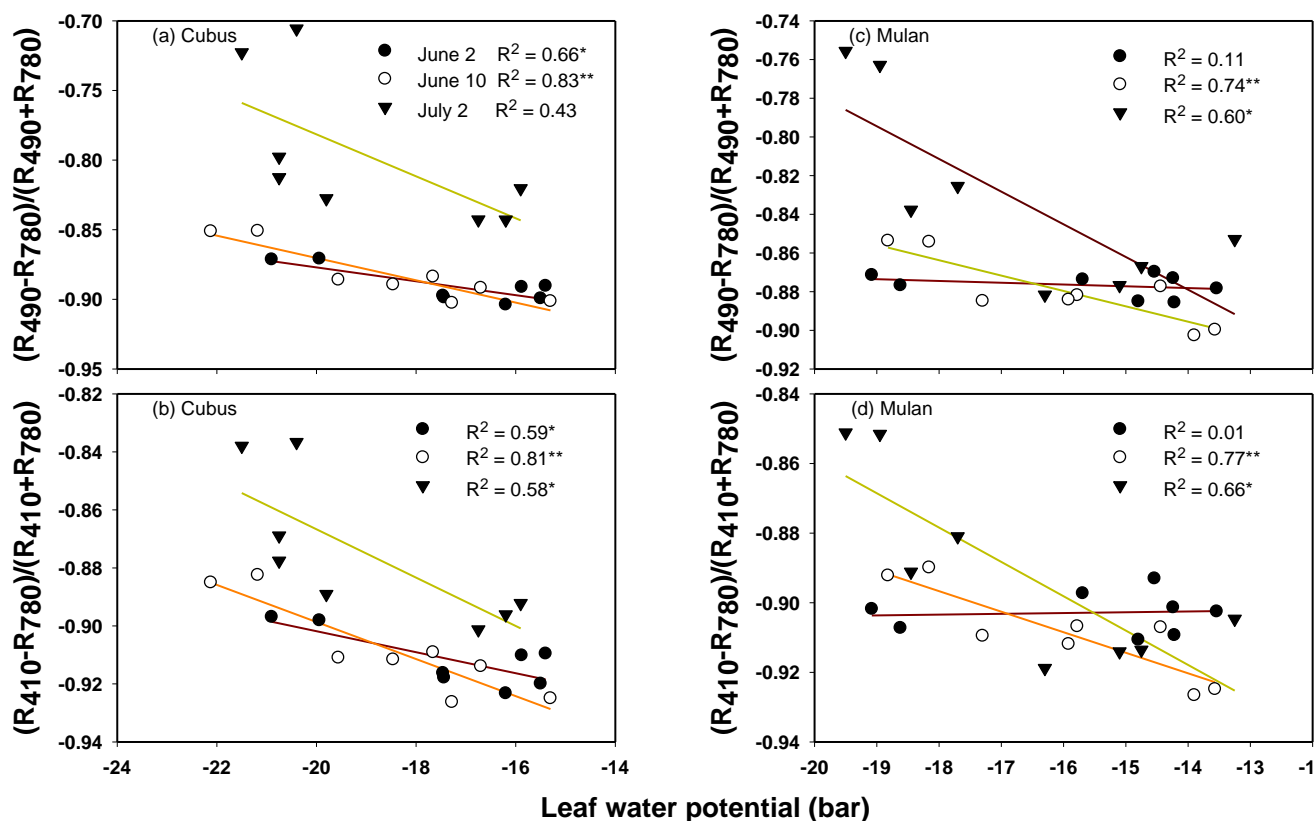 (R490-R780)/(R490+R780)
-0.70
-0.75
-0.80
-0.85
-0.90
-0.95
(a) Cubus
June 2 R2 = 0.66*
June 10 R2 = 0.83**
July 2 R2 = 0.43
(R490-R780)/(R490+R780)
-0.74
-0.76
-0.78
-0.80
-0.82
-0.84
-0.86
-0.88
-0.90
-0.92
(c) Mulan
R2 = 0.11
R2 = 0.74**
R2 = 0.60*
(R410-R780)/(R410+R780)
-0.82
-0.84
-0.86
-0.88
-0.90
-0.92
-0.94
(b) Cubus
R2 = 0.59*
R2 = 0.81**
R2 = 0.58*
-24 -22 -20 -18 -16 -14
(R410-R780)/(R410+R780)
-0.84
-0.86
-0.88
-0.90
-0.92
-0.94
(d) Mulan
R2 = 0.01
R2 = 0.77**
R2 = 0.66*
-20 -19 -18 -17 -16 -15 -14 -13 -1
Leaf water potential (bar)